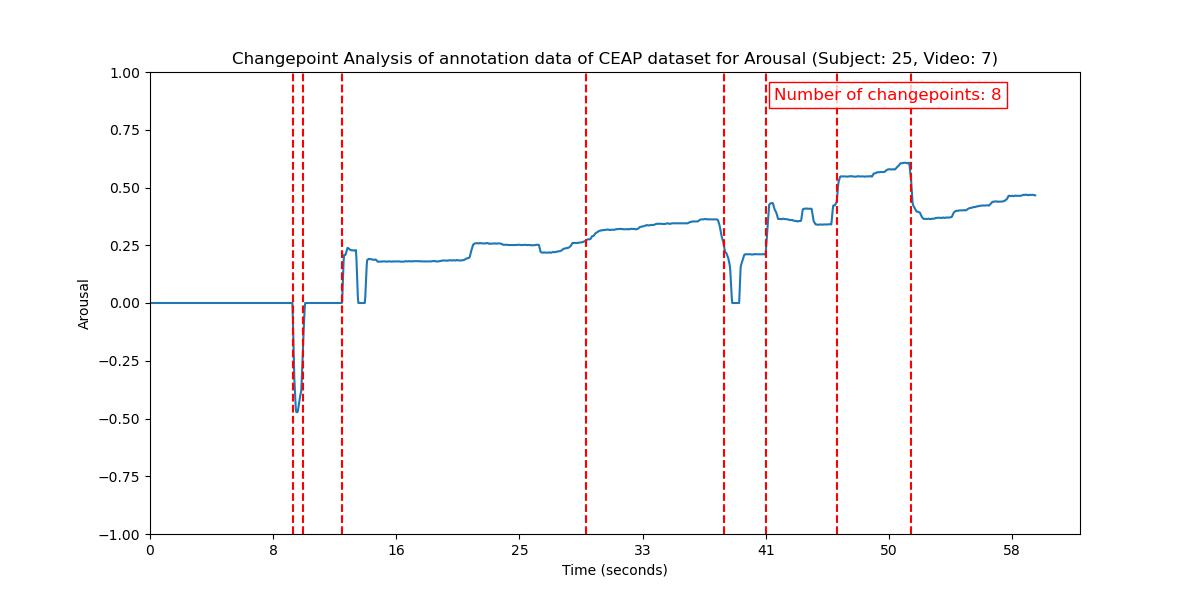 Changepoint Analysis of annotation data of CEAP dataset for Arousal (Subject: 25, Video: 7)
Number of changepoints: 8
Arousal
1.00
0.75
0.50
0.25
0.00
−0.25
−0.50
−0.75
−1.00
0 8 16 25 33 41 50 58
Time (seconds)